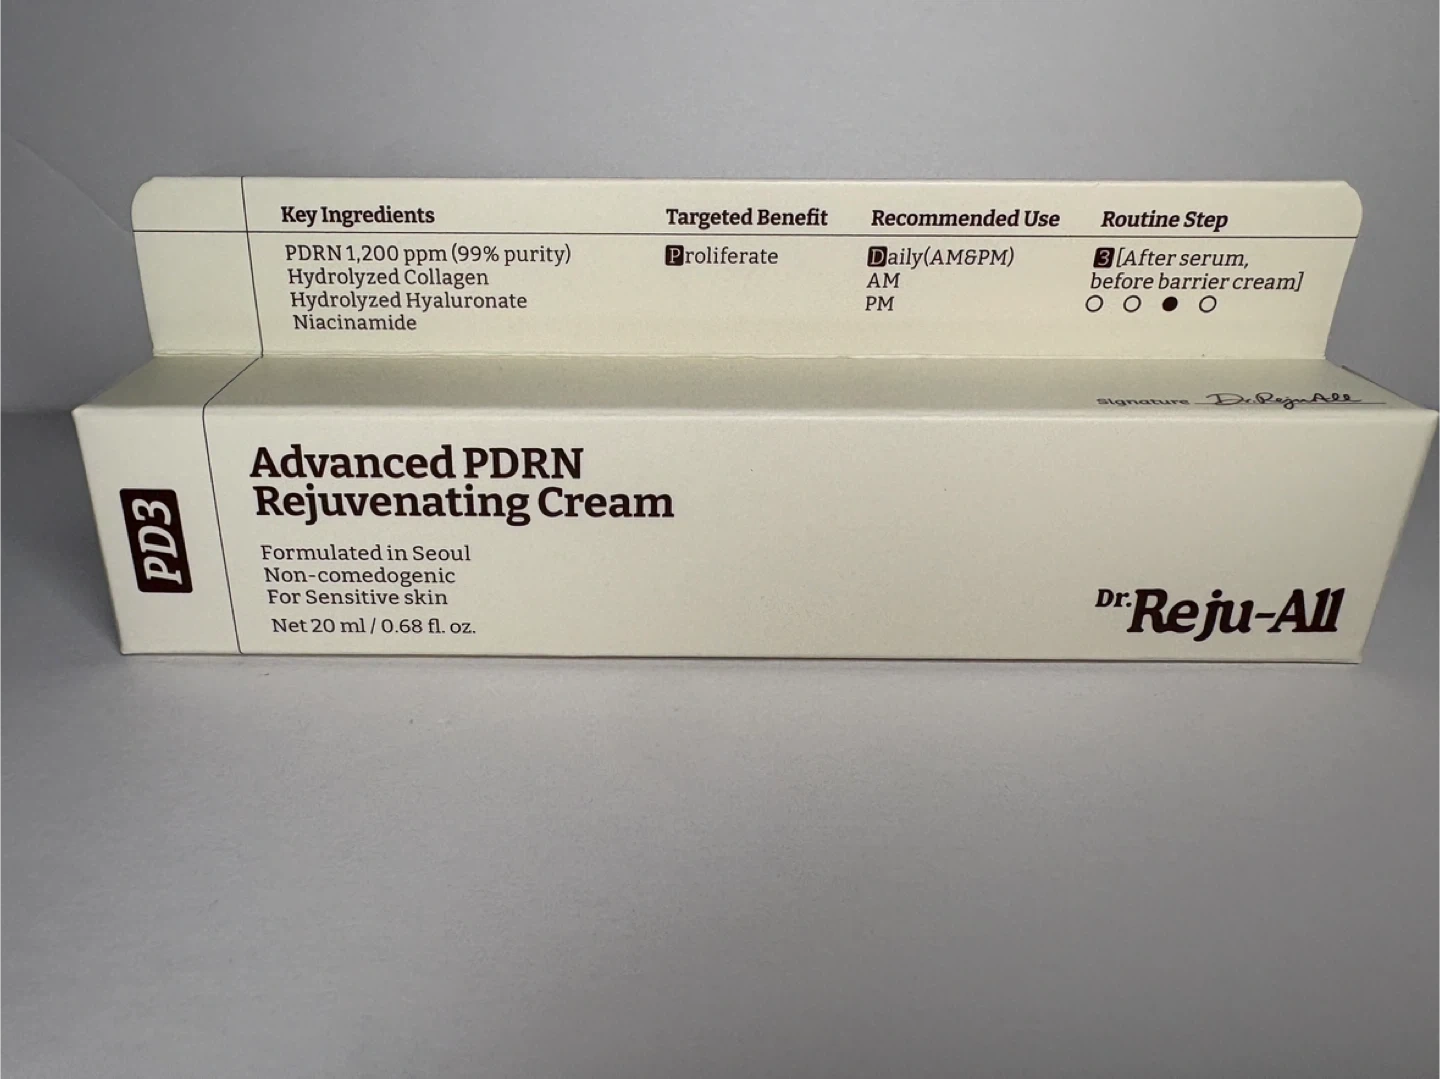 Key Ingredients
PDRN 1,200 ppm (99% purity)
Hydrolyzed Collagen
Hydrolyzed Hyaluronate
Niacinamide
Targeted Benefit
Proliferate
Recommended Use
Daily(AM&PM)
AM
PM
Routine Step
3 [After serum,
before barrier cream]
Signature Dr.RejuAll
PD3
Advanced PDRN
Rejuvenating Cream
Formulated in Seoul
Non-comedogenic
For Sensitive skin
Net 20 ml / 0.68 fl. oz.
Dr. Reju-All